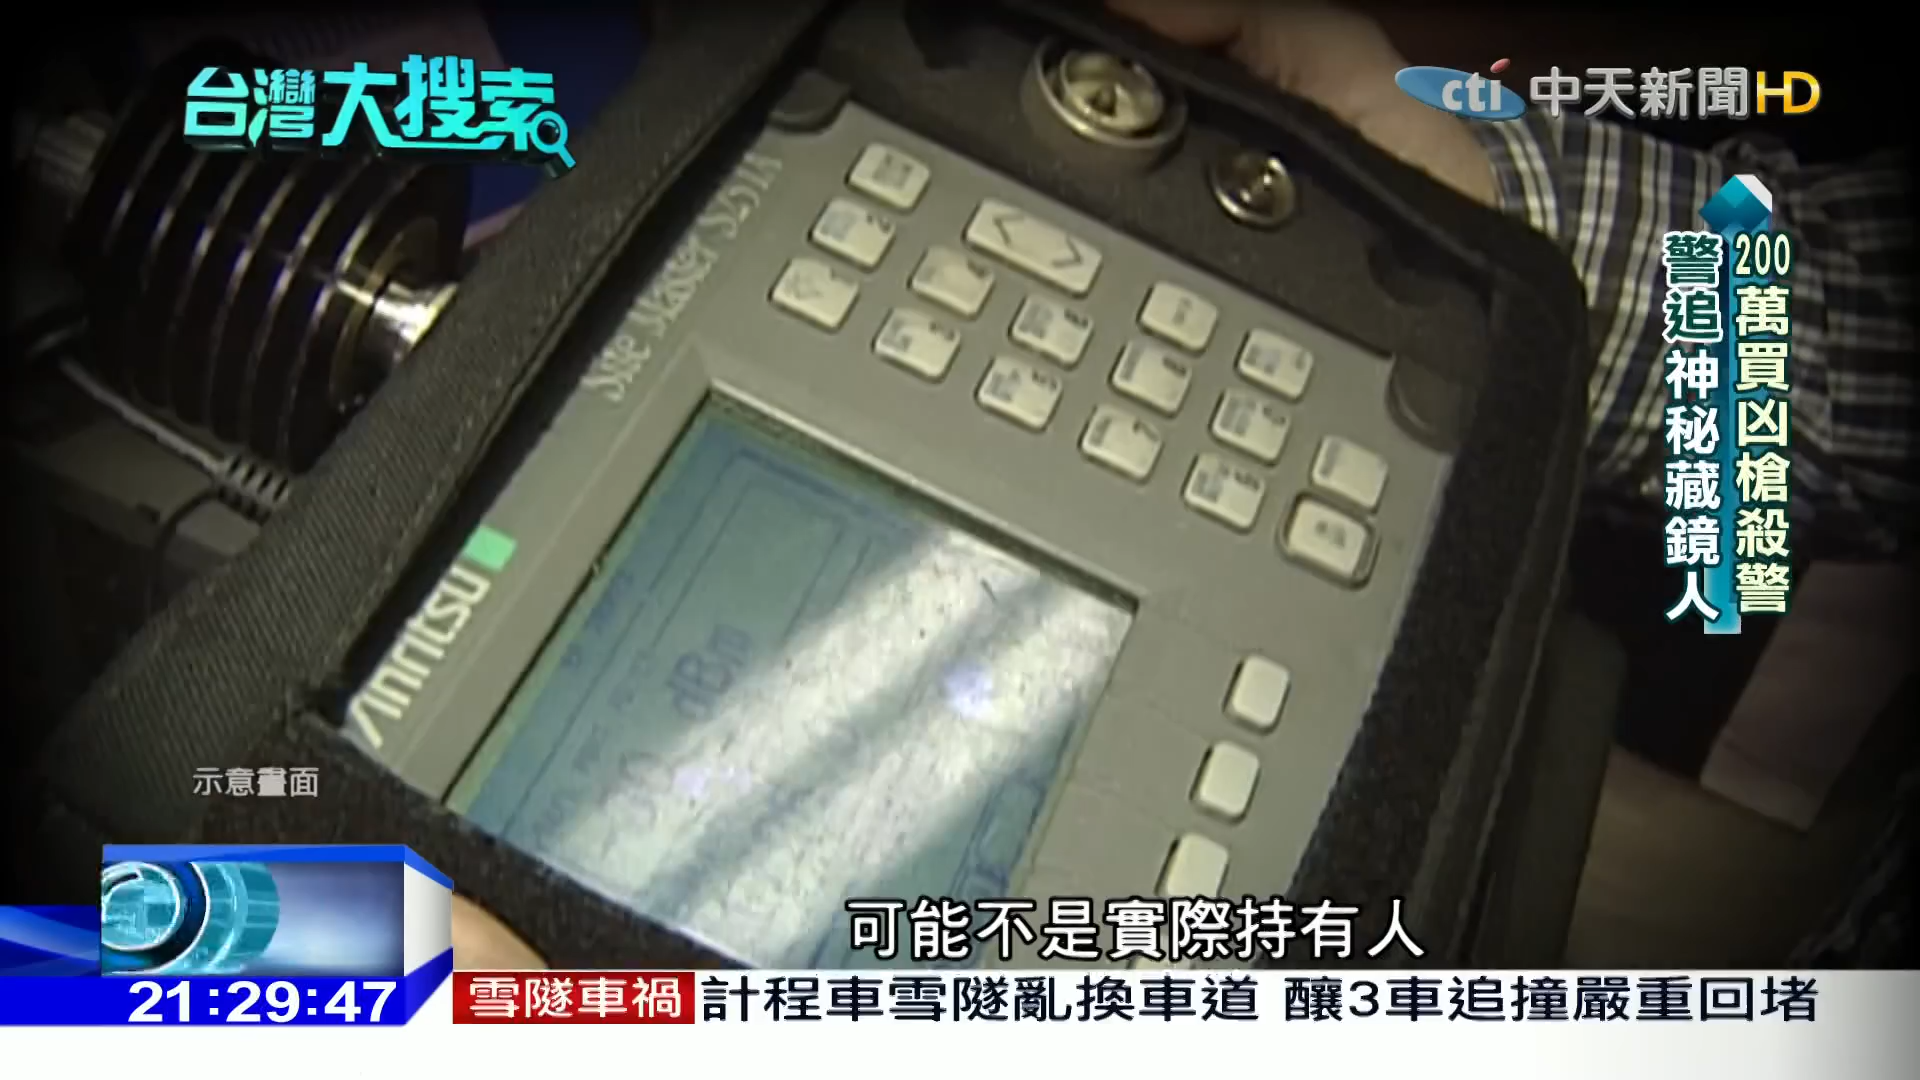 台灣大搜索
cti 中天新聞HD
200萬買凶槍殺警
警追神秘藏鏡人
Site Master S251A
Anritsu
dBm
示意畫面
可能不是實際持有人
21:29:47
雪隧車禍 計程車雪隧亂換車道 釀3車追撞嚴重回堵